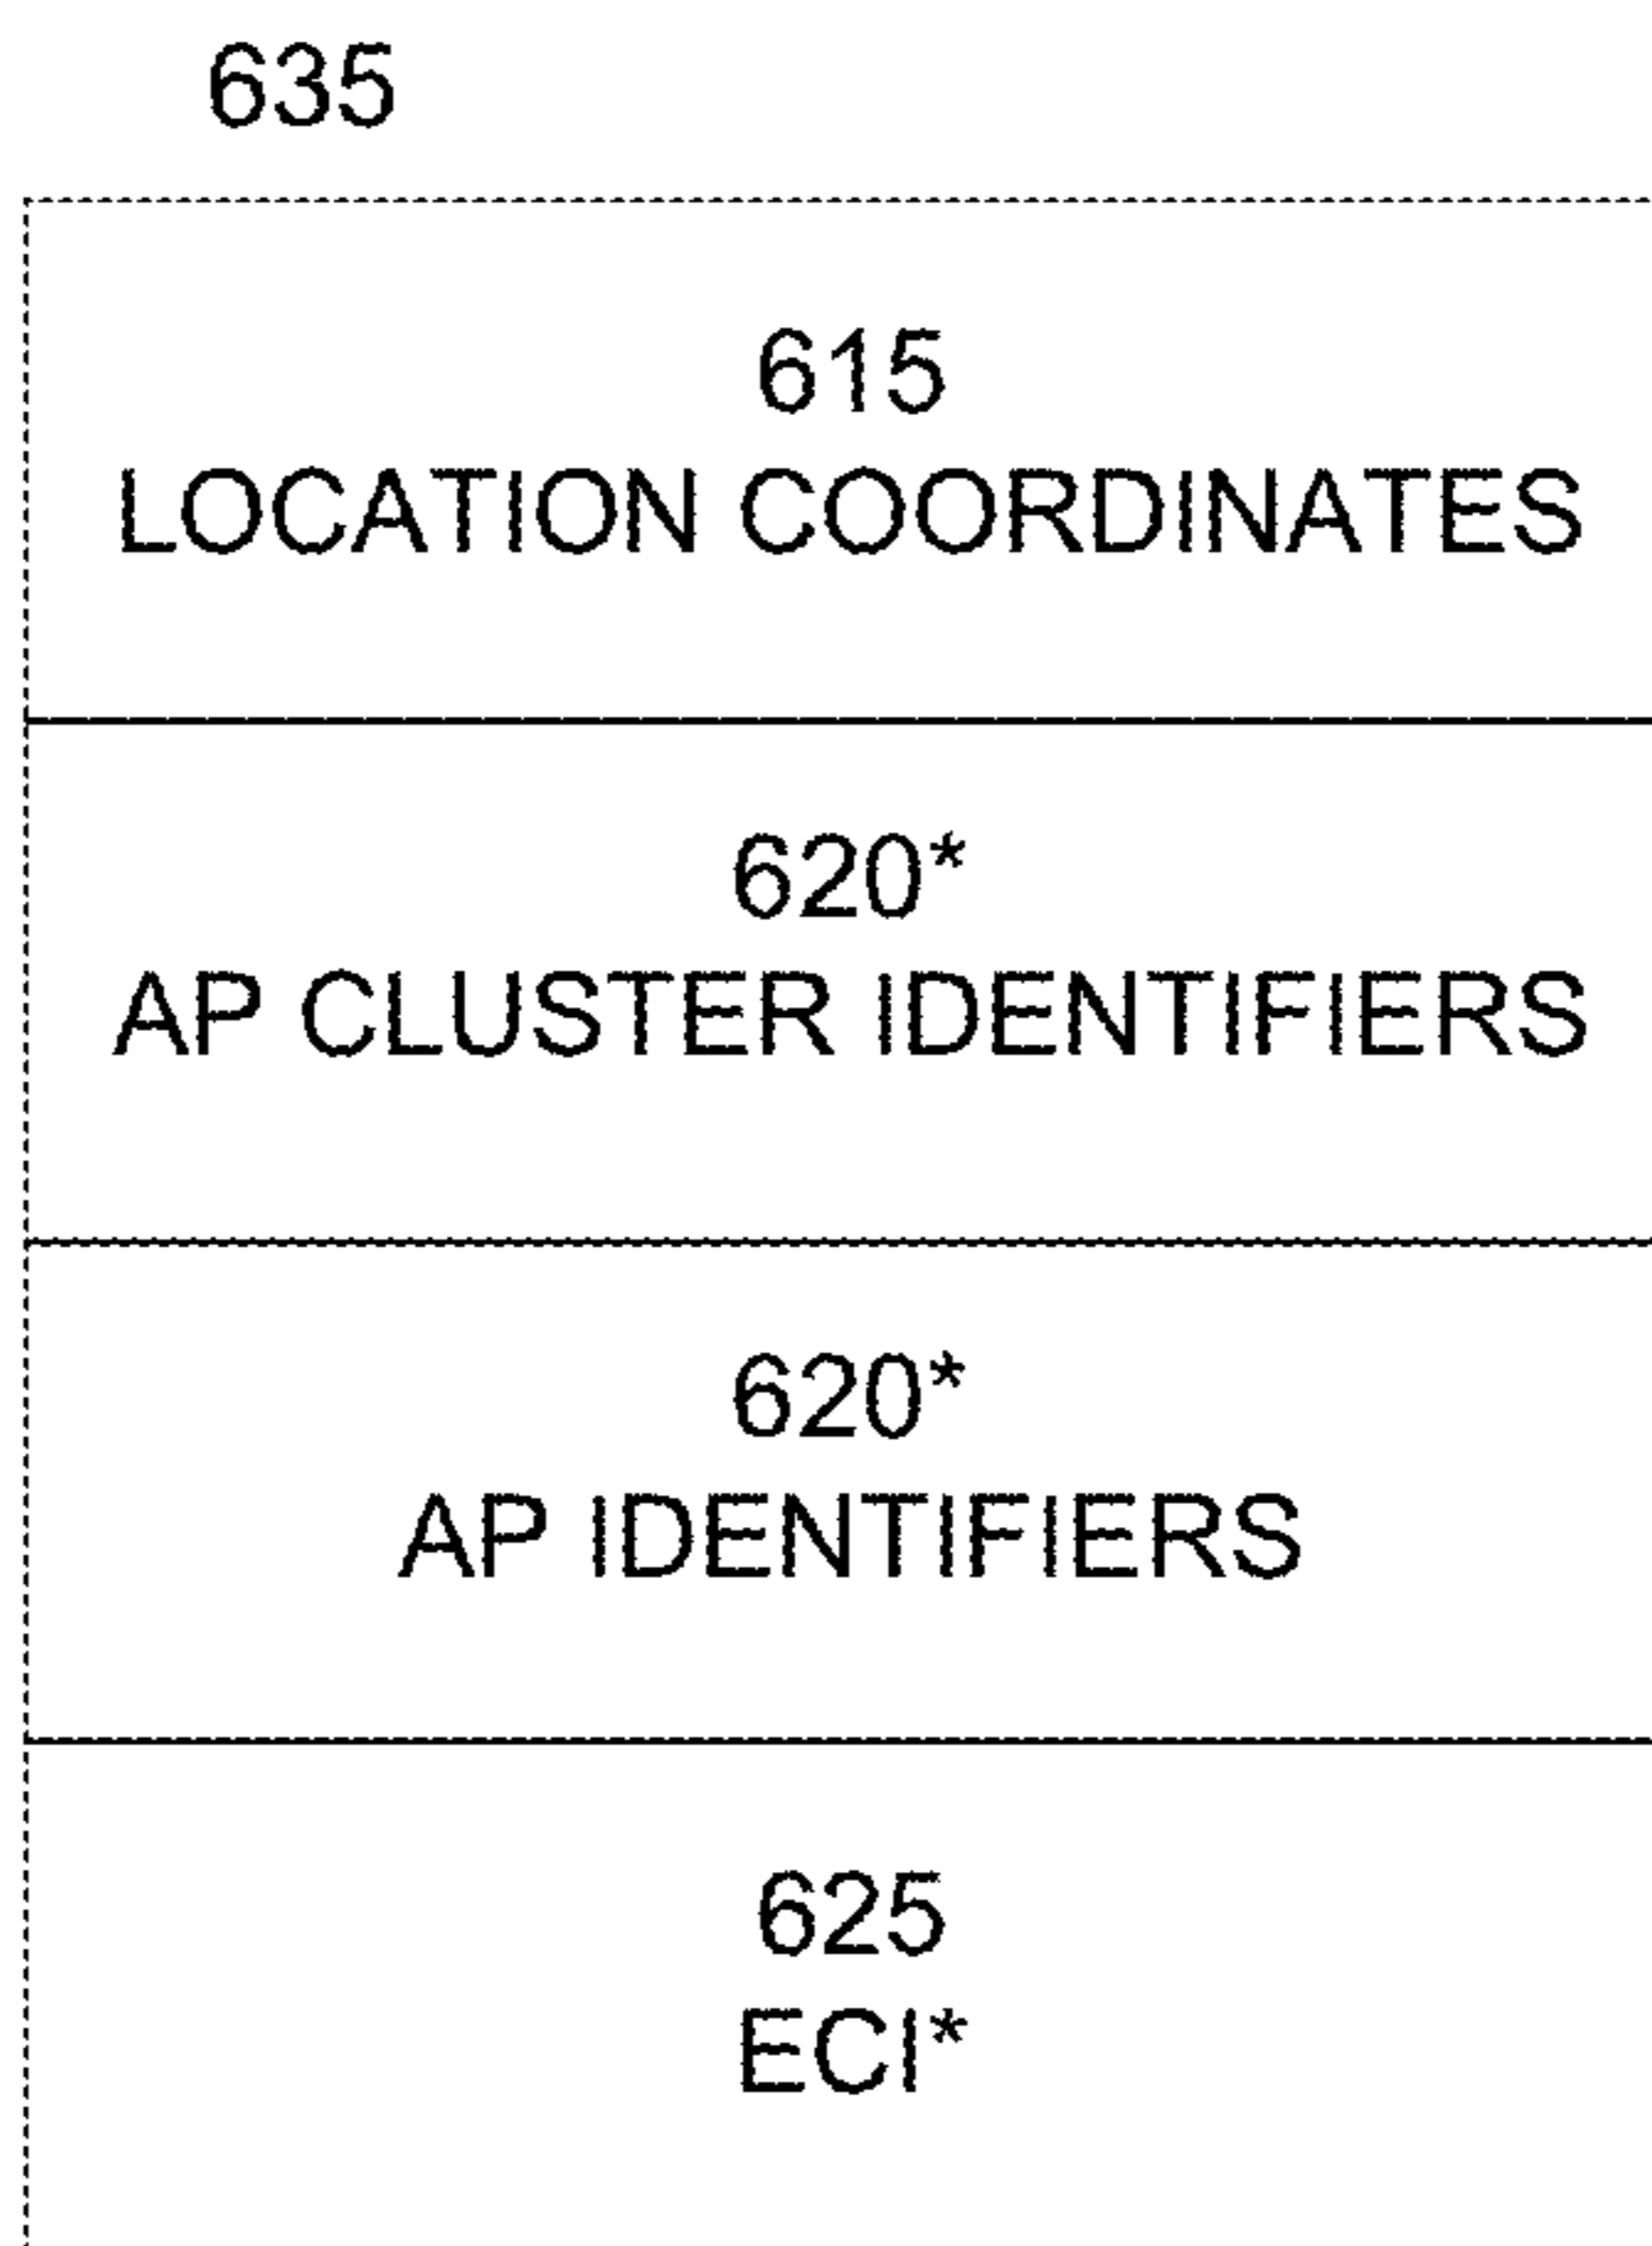 635
615
LOCATION COORDINATES
620*
AP CLUSTER IDENTIFIERS
620*
AP IDENTIFIERS
625
ECI*